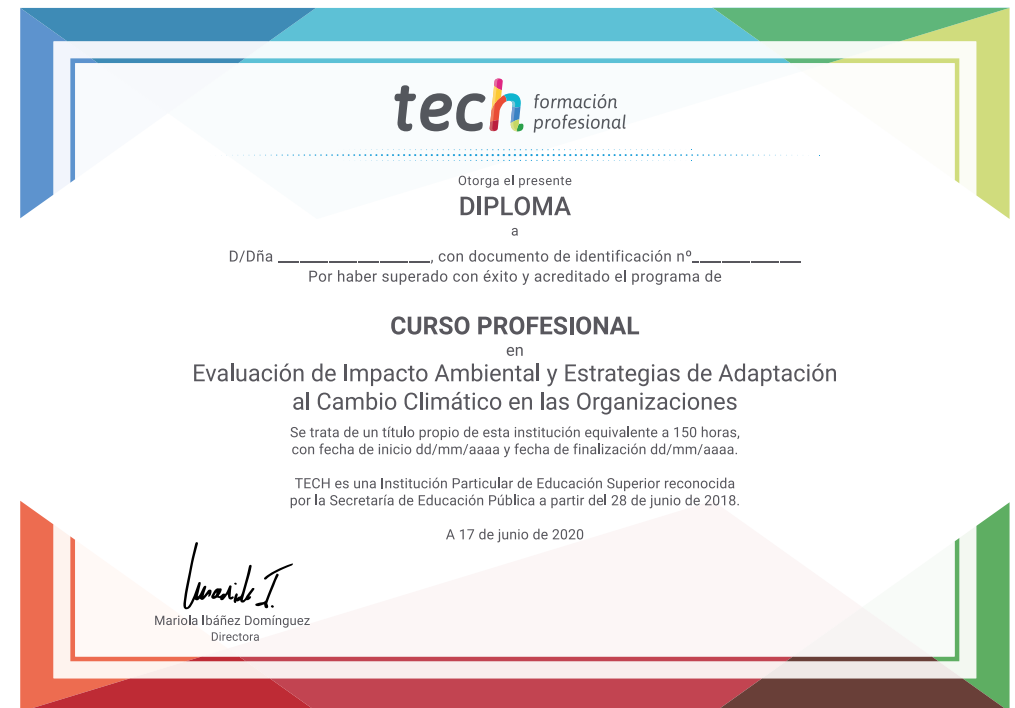 tech formación
profesional
Otorga el presente
DIPLOMA
a
D/Dña ____________________, con documento de identificación nº______________
Por haber superado con éxito y acreditado el programa de
CURSO PROFESIONAL
en
Evaluación de Impacto Ambiental y Estrategias de Adaptación
al Cambio Climático en las Organizaciones
Se trata de un título propio de esta institución equivalente a 150 horas,
con fecha de inicio dd/mm/aaaa y fecha de finalización dd/mm/aaaa.
TECH es una Institución Particular de Educación Superior reconocida
por la Secretaría de Educación Pública a partir del 28 de junio de 2018.
A 17 de junio de 2020
Mariola I.
Mariola Ibáñez Domínguez
Directora